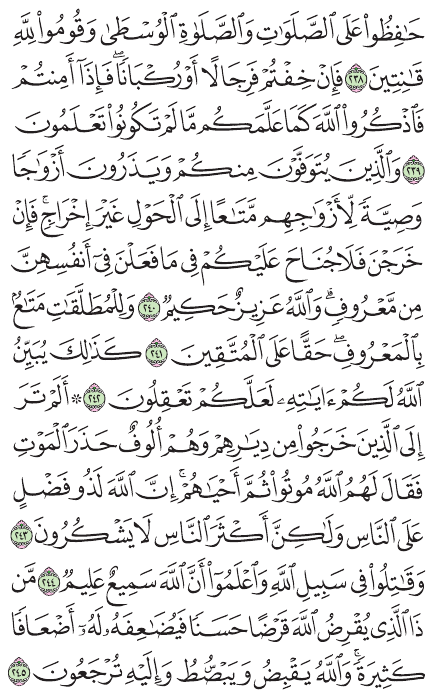 حَٰفِظُوا۟ عَلَى ٱلصَّلَوَٰتِ وَٱلصَّلَوٰةِ ٱلْوُسْطَىٰ وَقُومُوا۟ لِلَّهِ
قَٰنِتِينَ ٢٣٨ فَإِنْ خِفْتُمْ فَرِجَالًا أَوْ رُكْبَانًا ۖ فَإِذَآ أَمِنتُمْ
فَٱذْكُرُوا۟ ٱللَّهَ كَمَا عَلَّمَكُم مَّا لَمْ تَكُونُوا۟ تَعْلَمُونَ
٢٣٩ وَٱلَّذِينَ يُتَوَفَّوْنَ مِنكُمْ وَيَذَرُونَ أَزْوَٰجًا
وَصِيَّةً لِّأَزْوَٰجِهِم مَّتَٰعًا إِلَى ٱلْحَوْلِ غَيْرَ إِخْرَاجٍ ۚ فَإِنْ
خَرَجْنَ فَلَا جُنَاحَ عَلَيْكُمْ فِى مَا فَعَلْنَ فِىٓ أَنفُسِهِنَّ
مِن مَّعْرُوفٍ ۗ وَٱللَّهُ عَزِيزٌ حَكِيمٌ ٢٤٠ وَلِلْمُطَلَّقَٰتِ مَتَٰعٌۢ
بِٱلْمَعْرُوفِ ۖ حَقًّا عَلَى ٱلْمُتَّقِينَ ٢٤١ كَذَٰلِكَ يُبَيِّنُ
ٱللَّهُ لَكُمْ ءَايَٰتِهِۦ لَعَلَّكُمْ تَعْقِلُونَ ٢٤٢ ۞ أَلَمْ تَرَ
إِلَى ٱلَّذِينَ خَرَجُوا۟ مِن دِيَٰرِهِمْ وَهُمْ أُلُوفٌ حَذَرَ ٱلْمَوْتِ
فَقَالَ لَهُمُ ٱللَّهُ مُوتُوا۟ ثُمَّ أَحْيَٰهُمْ ۚ إِنَّ ٱللَّهَ لَذُو فَضْلٍ
عَلَى ٱلنَّاسِ وَلَٰكِنَّ أَكْثَرَ ٱلنَّاسِ لَا يَشْكُرُونَ ٢٤٣
وَقَٰتِلُوا۟ فِى سَبِيلِ ٱللَّهِ وَٱعْلَمُوٓا۟ أَنَّ ٱللَّهَ سَمِيعٌ عَلِيمٌ ٢٤٤ مَّن
ذَا ٱلَّذِى يُقْرِضُ ٱللَّهَ قَرْضًا حَسَنًا فَيُضَٰعِفَهُۥ لَهُۥٓ أَضْعَافًا
كَثِيرَةً ۚ وَٱللَّهُ يَقْبِضُ وَيَبْصُۜطُ وَإِلَيْهِ تُرْجَعُونَ ٢٤٥